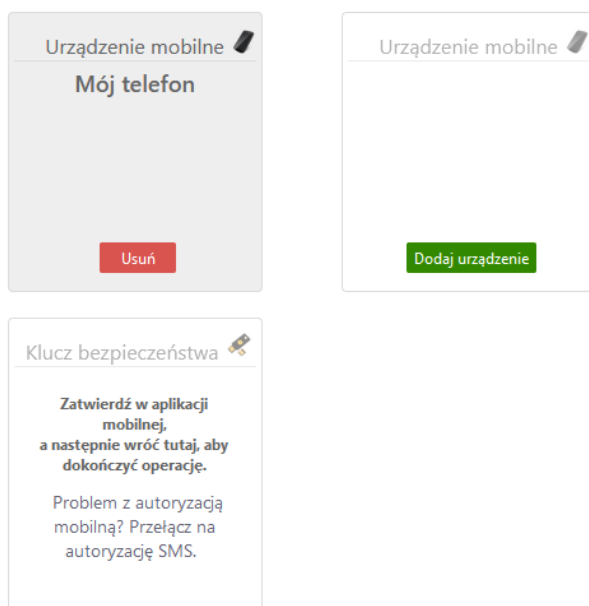 Urządzenie mobilne
Mój telefon
Usuń
Urządzenie mobilne
Dodaj urządzenie
Klucz bezpieczeństwa
Zatwierdź w aplikacji
mobilnej,
a następnie wróć tutaj, aby
dokończyć operację.
Problem z autoryzacją
mobilną? Przełącz na
autoryzację SMS.